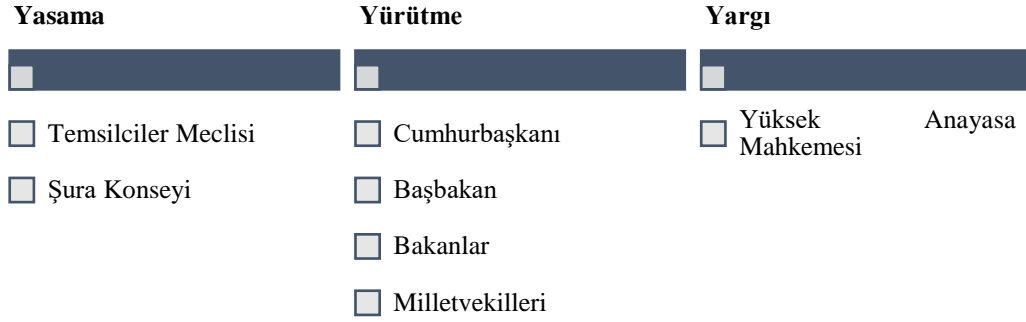 Yasama
Temsilciler Meclisi
Şura Konseyi
Yürütme
Cumhurbaşkanı
Başbakan
Bakanlar
Milletvekilleri
Yargı
Yüksek Anayasa
Mahkemesi